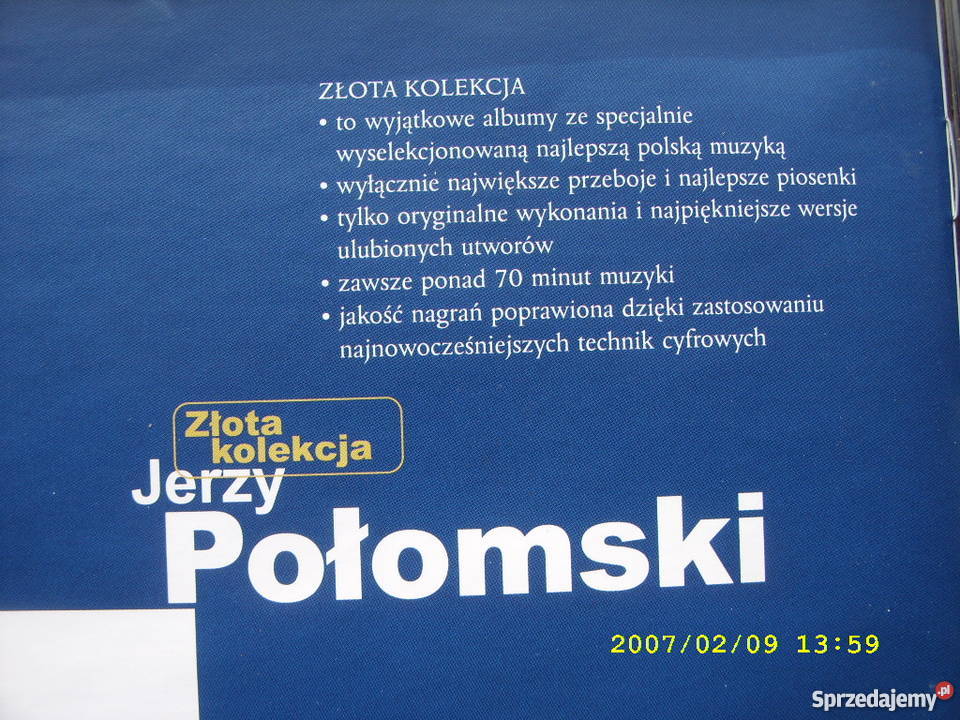 ZŁOTA KOLEKCJA
• to wyjątkowe albumy ze specjalnie
wyselekcjonowaną najlepszą polską muzyką
• wyłącznie największe przeboje i najlepsze piosenki
• tylko oryginalne wykonania i najpiękniejsze wersje
ulubionych utworów
• zawsze ponad 70 minut muzyki
• jakość nagrań poprawiona dzięki zastosowaniu
najnowocześniejszych technik cyfrowych
Złota
kolekcja
Jerzy
Połomski
2007/02/09 13:59
Sprzedajemy.pl